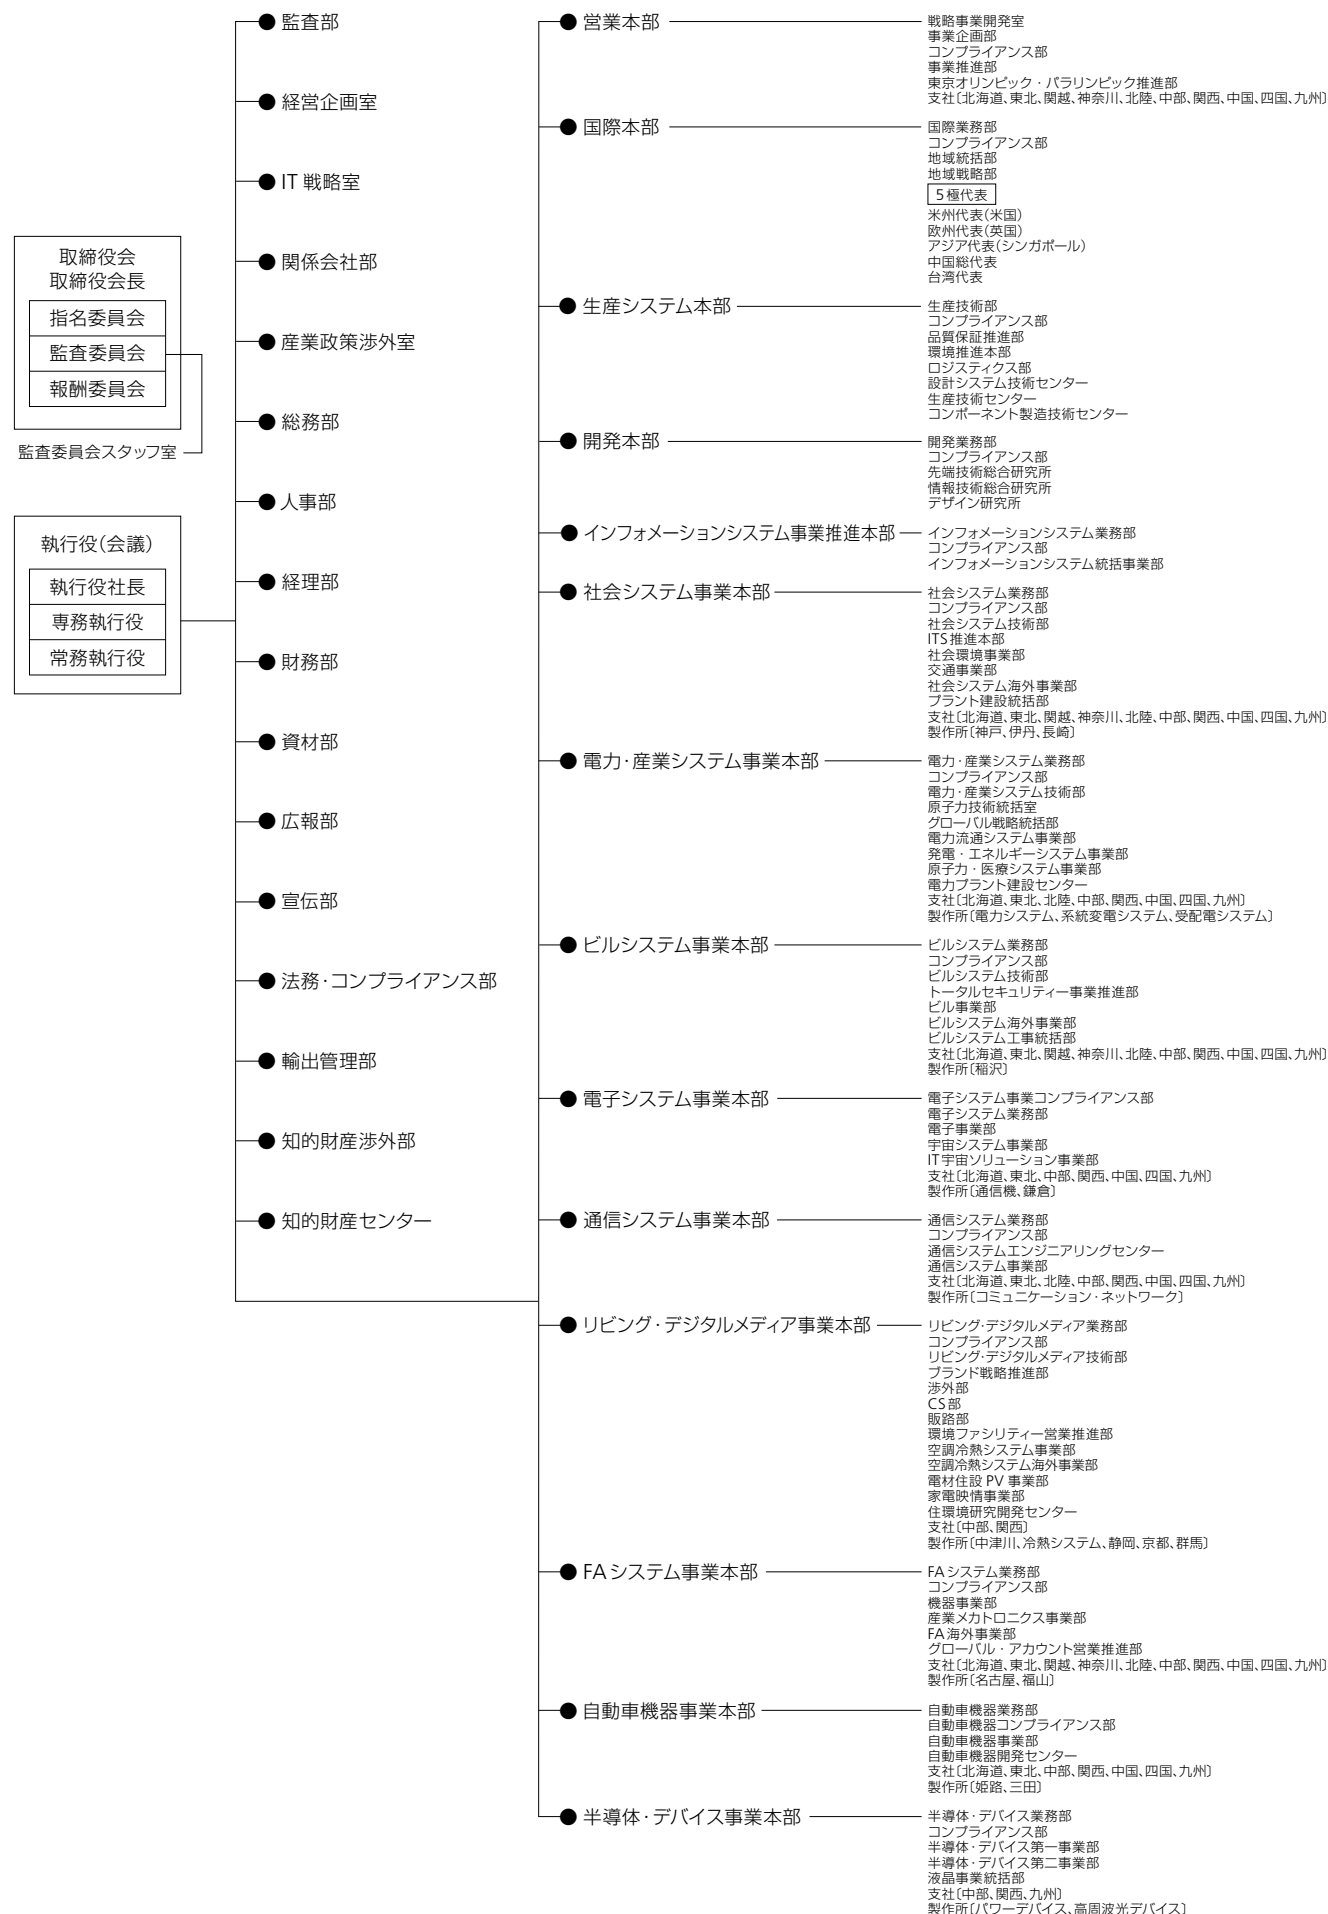 取締役会
取締役会長
指名委員会
監査委員会
報酬委員会
監査委員会スタッフ室
執行役(会議)
執行役社長
専務執行役
常務執行役
監査部
経営企画室
IT戦略室
関係会社部
産業政策渉外室
総務部
人事部
経理部
財務部
資材部
広報部
宣伝部
法務・コンプライアンス部
輸出管理部
知的財産渉外部
知的財産センター
営業本部
戦略事業開発室
事業企画部
コンプライアンス部
事業推進部
東京オリンピック・パラリンピック推進部
支社〔北海道、東北、関越、神奈川、北陸、中部、関西、中国、四国、九州〕
国際本部
国際業務部
コンプライアンス部
地域統括部
地域戦略部
5極代表
米州代表(米国)
欧州代表(英国)
アジア代表(シンガポール)
中国総代表
台湾代表
生産システム本部
生産技術部
コンプライアンス部
品質保証推進部
環境推進本部
ロジスティクス部
設計システム技術センター
生産技術センター
コンポーネント製造技術センター
開発本部
開発業務部
コンプライアンス部
先端技術総合研究所
情報技術総合研究所
デザイン研究所
インフォメーションシステム事業推進本部
インフォメーションシステム業務部
コンプライアンス部
インフォメーションシステム統括事業部
社会システム事業本部
社会システム業務部
コンプライアンス部
社会システム技術部
ITS推進本部
社会環境事業部
交通事業部
社会システム海外事業部
プラント建設統括部
支社〔北海道、東北、関越、神奈川、北陸、中部、関西、中国、四国、九州〕
製作所〔神戸、伊丹、長崎〕
電力・産業システム事業本部
電力・産業システム業務部
コンプライアンス部
電力・産業システム技術部
原子力技術統括室
グローバル戦略統括部
電力流通システム事業部
発電・エネルギーシステム事業部
原子力・医療システム事業部
電力プラント建設センター
支社〔北海道、東北、北陸、中部、関西、中国、四国、九州〕
製作所〔電力システム、系統変電システム、受配電システム〕
ビルシステム事業本部
ビルシステム業務部
コンプライアンス部
ビルシステム技術部
トータルセキュリティー事業推進部
ビル事業部
ビルシステム海外事業部
ビルシステム工事統括部
支社〔北海道、東北、関越、神奈川、北陸、中部、関西、中国、四国、九州〕
製作所〔稲沢〕
電子システム事業本部
電子システム事業コンプライアンス部
電子システム業務部
電子事業部
宇宙システム事業部
IT宇宙ソリューション事業部
支社〔北海道、東北、中部、関西、中国、四国、九州〕
製作所〔通信機、鎌倉〕
通信システム事業本部
通信システム業務部
コンプライアンス部
通信システムエンジニアリングセンター
通信システム事業部
支社〔北海道、東北、北陸、中部、関西、中国、四国、九州〕
製作所〔コミュニケーション・ネットワーク〕
リビング・デジタルメディア事業本部
リビング・デジタルメディア業務部
コンプライアンス部
リビング・デジタルメディア技術部
ブランド戦略推進部
渉外部
CS部
販路部
環境ファシリティー営業推進部
空調冷熱システム事業部
空調冷熱システム海外事業部
電材住設PV事業部
家電映情事業部
住環境研究開発センター
支社〔中部、関西〕
製作所〔中津川、冷熱システム、静岡、京都、群馬〕
FAシステム事業本部
FAシステム業務部
コンプライアンス部
機器事業部
産業メカトロニクス事業部
FA海外事業部
グローバル・アカウント営業推進部
支社〔北海道、東北、関越、神奈川、北陸、中部、関西、中国、四国、九州〕
製作所〔名古屋、福山〕
自動車機器事業本部
自動車機器業務部
自動車機器コンプライアンス部
自動車機器事業部
自動車機器開発センター
支社〔北海道、東北、中部、関西、中国、四国、九州〕
製作所〔姫路、三田〕
半導体・デバイス事業本部
半導体・デバイス業務部
コンプライアンス部
半導体・デバイス第一事業部
半導体・デバイス第二事業部
液晶事業統括部
支社〔中部、関西、九州〕
製作所〔パワーデバイス、高周波光デバイス〕